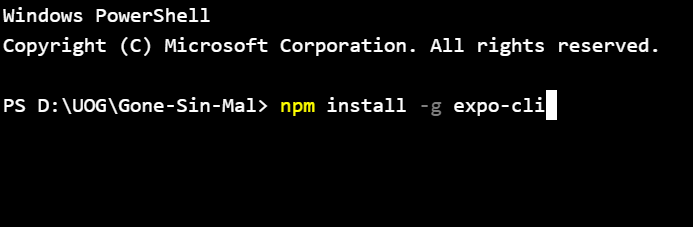 Windows PowerShell
Copyright (C) Microsoft Corporation. All rights reserved.
PS D:\UOG\Gone-Sin-Mal> npm install -g expo-cli